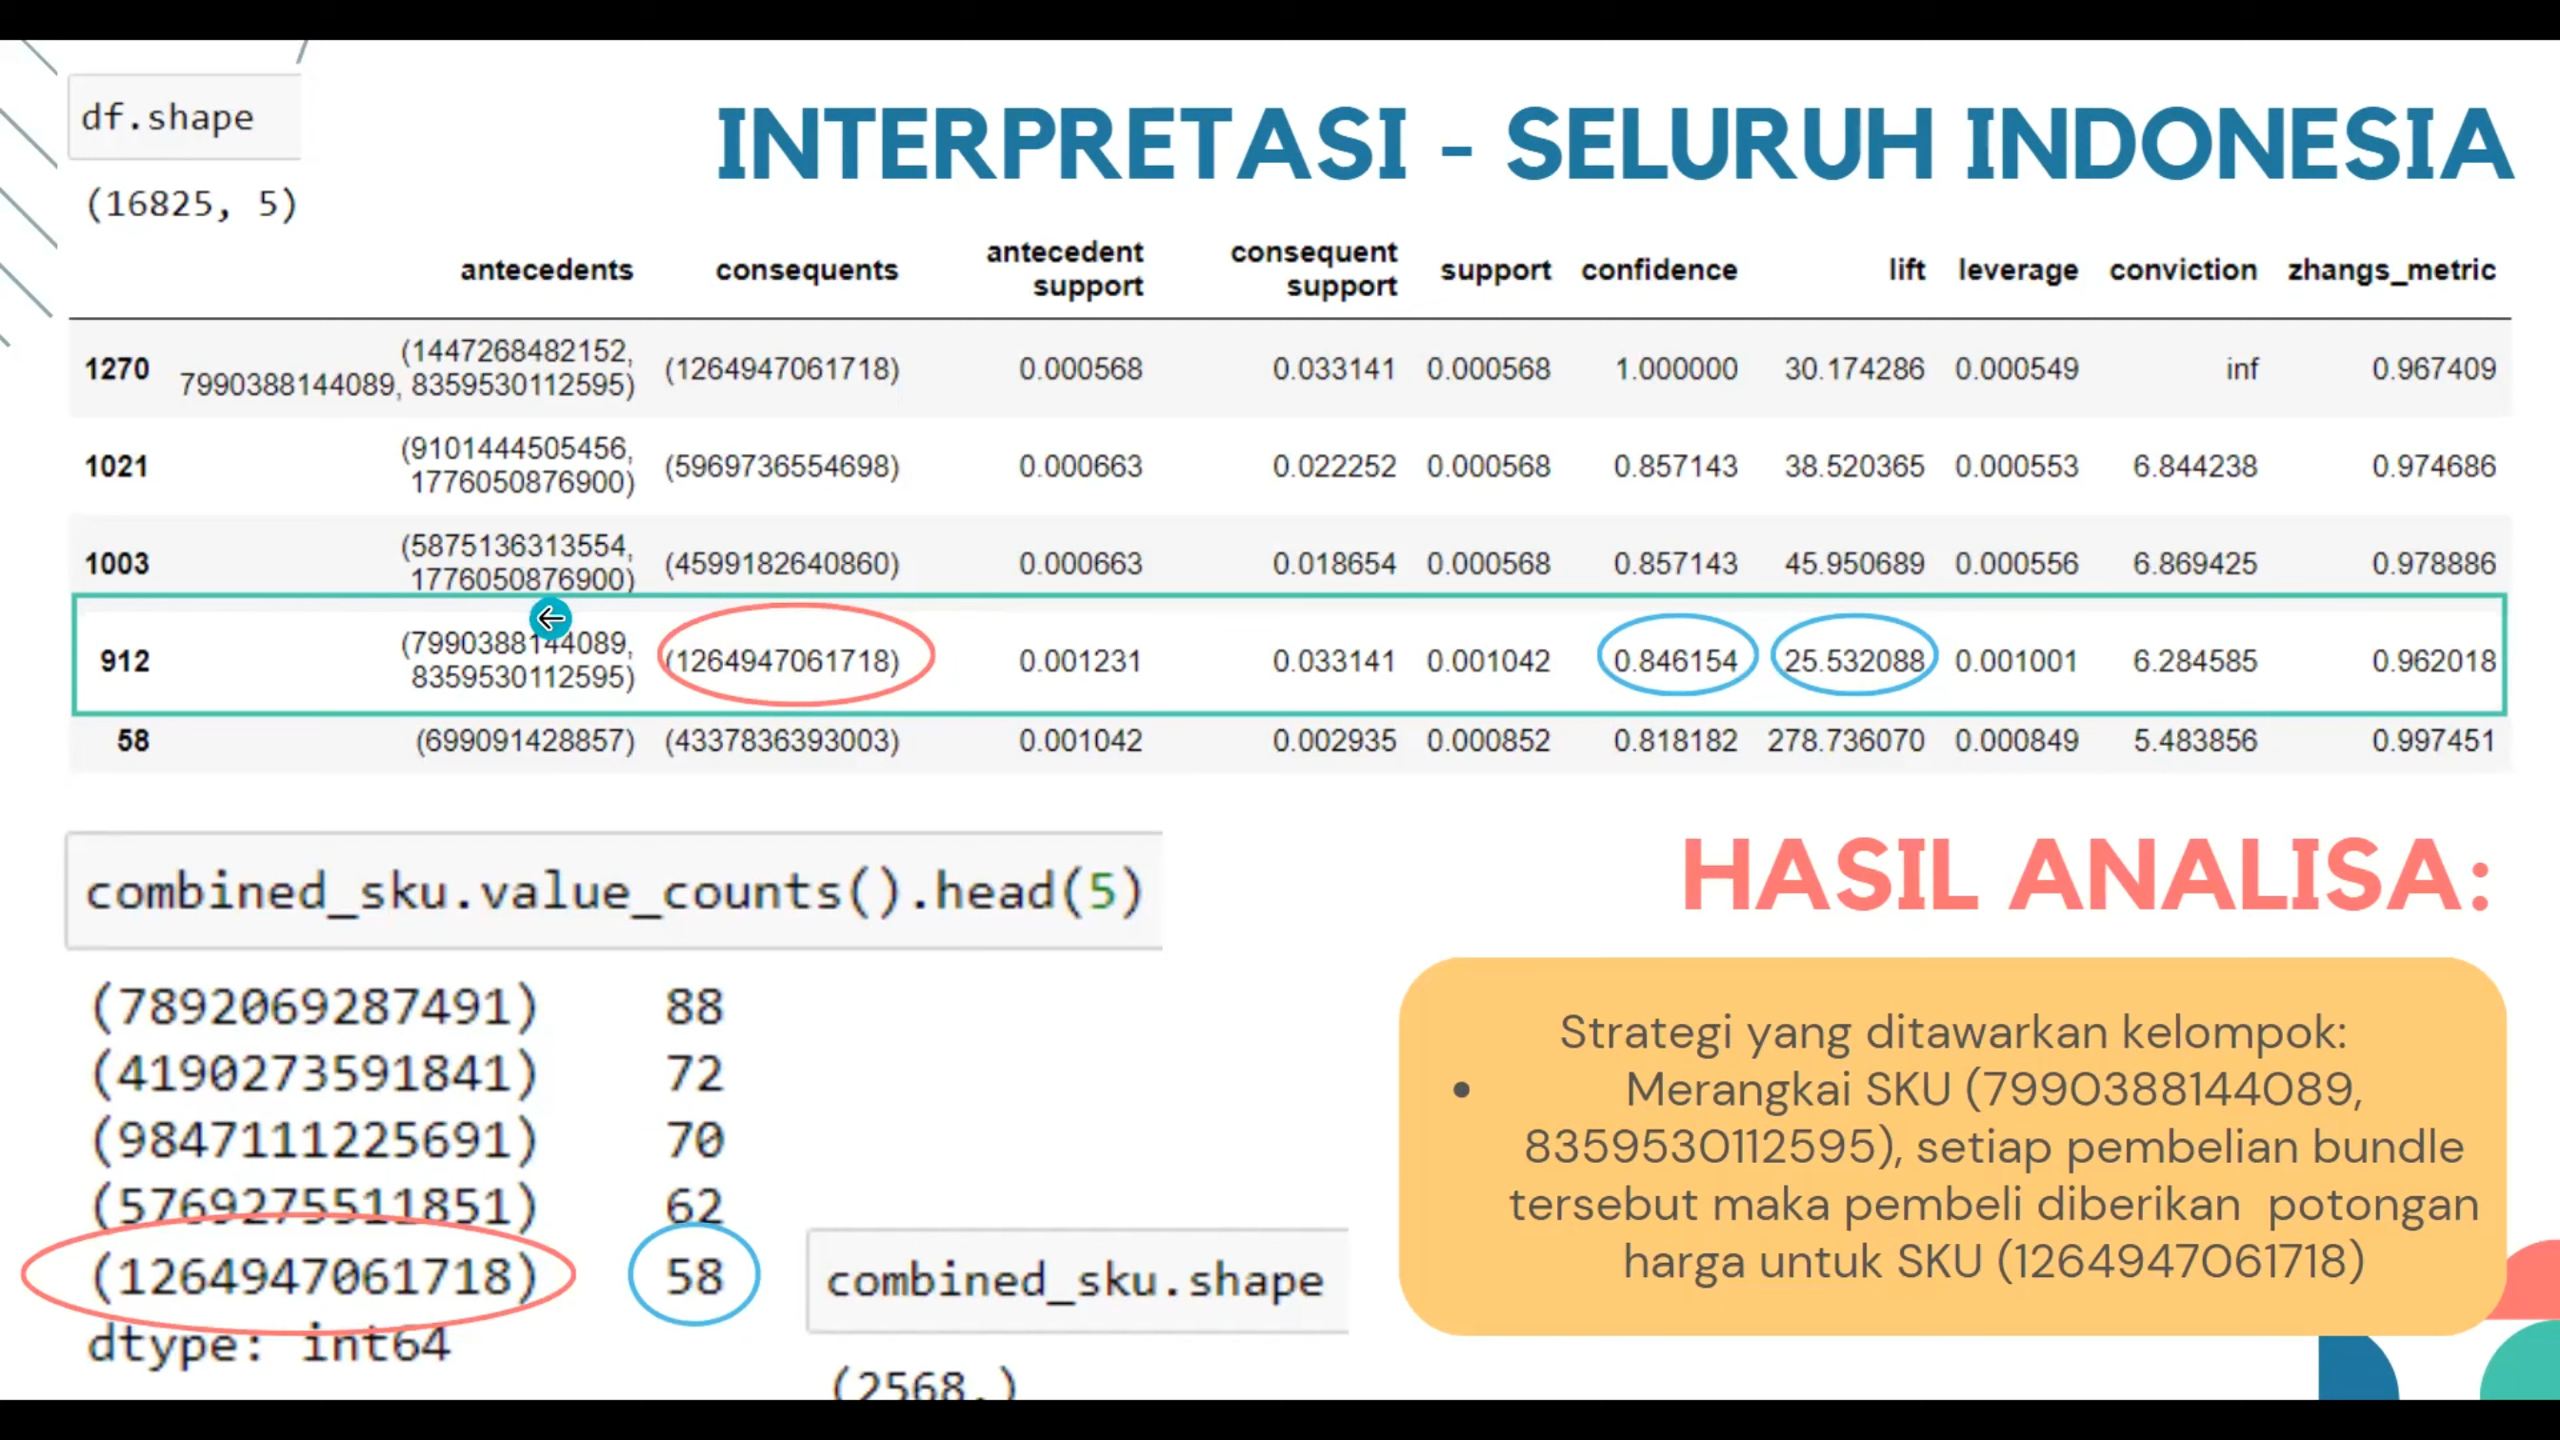 df.shape
(16825, 5)
INTERPRETASI - SELURUH INDONESIA
antecedents consequents antecedent support consequent support support confidence lift leverage conviction zhangs_metric
1270 (1447268482152, 7990388144089, 8359530112595) (1264947061718) 0.000568 0.033141 0.000568 1.000000 30.174286 0.000549 inf 0.967409
1021 (9101444505456, 1776050876900) (5969736554698) 0.000663 0.022252 0.000568 0.857143 38.520365 0.000553 6.844238 0.974686
1003 (5875136313554, 1776050876900) (4599182640860) 0.000663 0.018654 0.000568 0.857143 45.950689 0.000556 6.869425 0.978886
912 (7990388144089, 8359530112595) (1264947061718) 0.001231 0.033141 0.001042 0.846154 25.532088 0.001001 6.284585 0.962018
58 (699091428857) (4337836393003) 0.001042 0.002935 0.000852 0.818182 278.736070 0.000849 5.483856 0.997451
combined_sku.value_counts().head(5)
(7892069287491) 88
(4190273591841) 72
(9847111225691) 70
(5769275511851) 62
(1264947061718) 58
dtype: int64
combined_sku.shape
(2568,)
HASIL ANALISA:
Strategi yang ditawarkan kelompok:
• Merangkai SKU (7990388144089,
8359530112595), setiap pembelian bundle
tersebut maka pembeli diberikan potongan
harga untuk SKU (1264947061718)